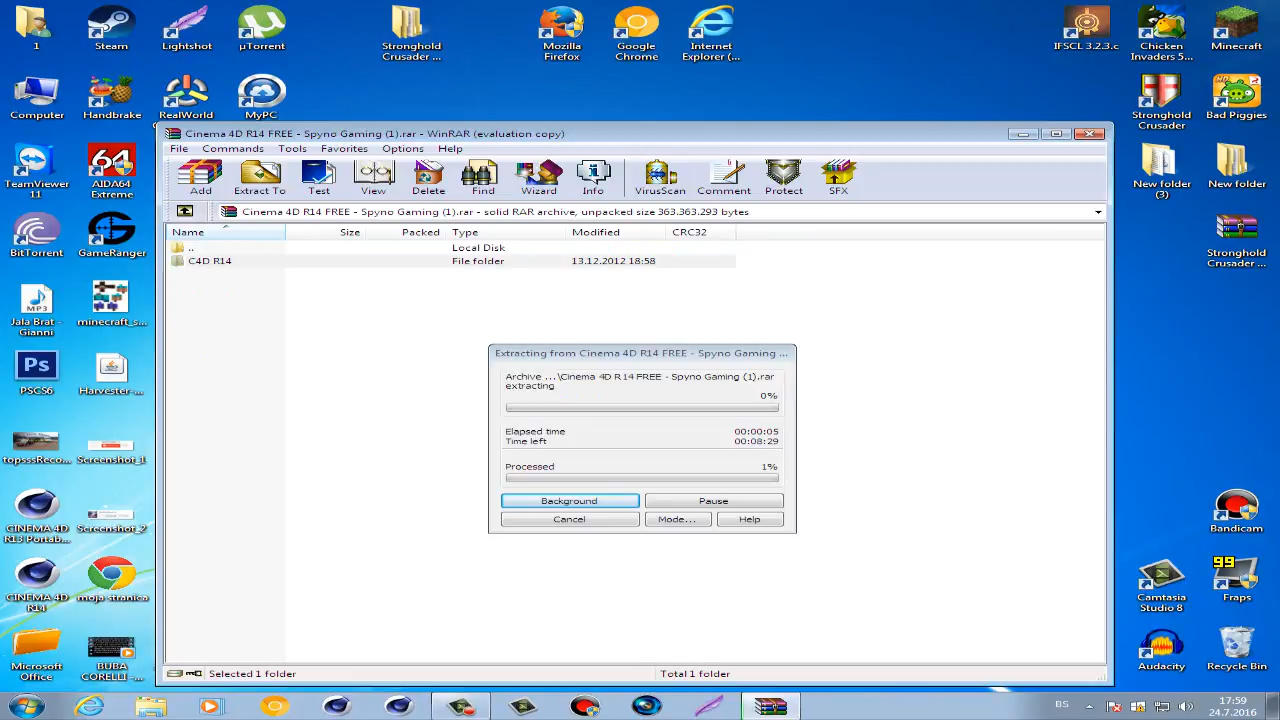 1
Steam
Lightshot
µTorrent
Stronghold
Crusader ...
Mozilla
Firefox
Google
Chrome
Internet
Explorer (...
IFSCL 3.2.3.c
Chicken
Invaders 5...
Minecraft
Computer
Handbrake
RealWorld
MyPC
Stronghold
Crusader
HD
Bad Piggies
Cinema 4D R14 FREE - Spyno Gaming (1).rar - WinRAR (evaluation copy)
File Commands Tools Favorites Options Help
Add Extract To Test View Delete Find Wizard Info VirusScan Comment Protect SFX
Cinema 4D R14 FREE - Spyno Gaming (1).rar - solid RAR archive, unpacked size 363.363.293 bytes
Name Size Packed Type Modified CRC32
.. Local Disk
C4D R14 File folder 13.12.2012 18:58
TeamViewer
11
64
AIDA64
Extreme
New folder
(3)
New folder
BitTorrent
GameRanger
Stronghold
Crusader ...
MP3
Jala Brat -
Gianni
minecraft_s...
Ps
PSCS6
Harvester-...
Extracting from Cinema 4D R14 FREE - Spyno Gaming ...
Archive ...\Cinema 4D R14 FREE - Spyno Gaming (1).rar
extracting
0%
Elapsed time 00:00:05
Time left 00:08:29
Processed 1%
Background Pause
Cancel Mode... Help
topsssReco...
Screenshot_1
CINEMA 4D
R13 Portab...
Screenshot_2
Bandicam
CINEMA 4D
R14
moja stranica
Camtasia
Studio 8
99
Fraps
Microsoft
Office
BUBA
CORELLI -...
Audacity
Recycle Bin
Selected 1 folder Total 1 folder
BS
17:59
24.7.2016